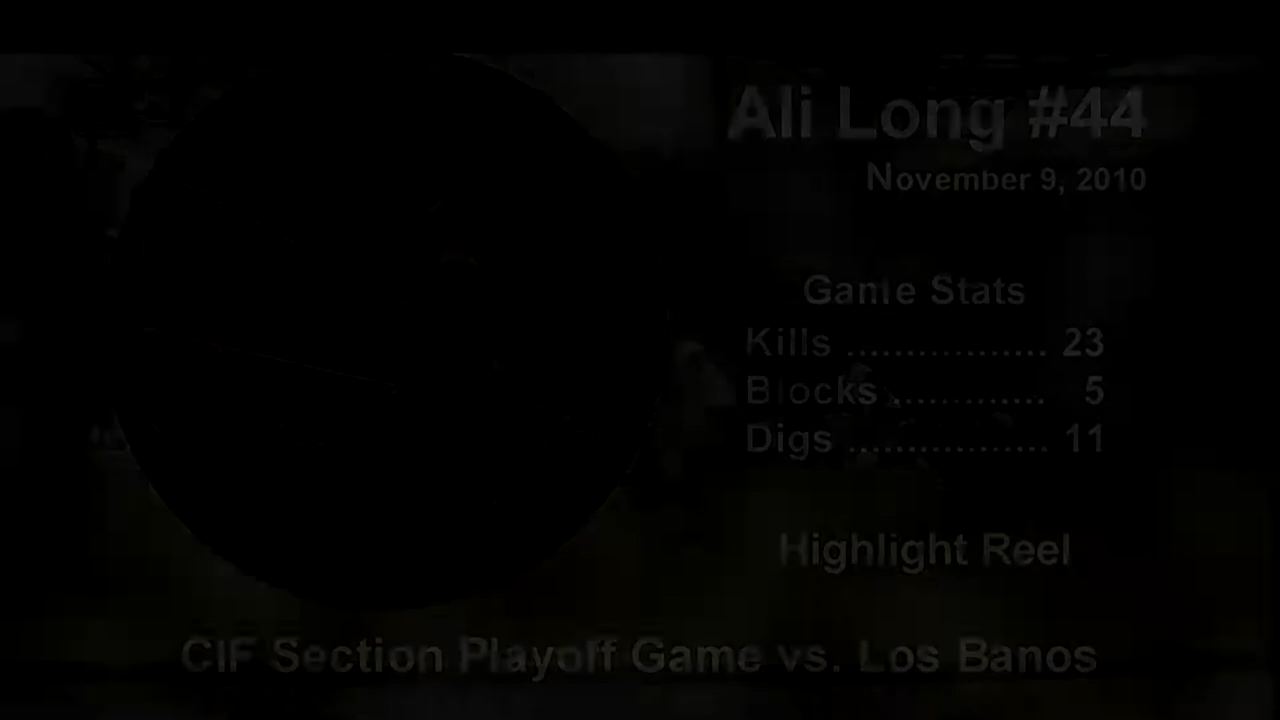 Ali Long #44
November 9, 2010
Game Stats
Kills ................. 23
Blocks ............. 5
Digs ................. 11
Highlight Reel
CIF Section Playoff Game vs. Los Banos